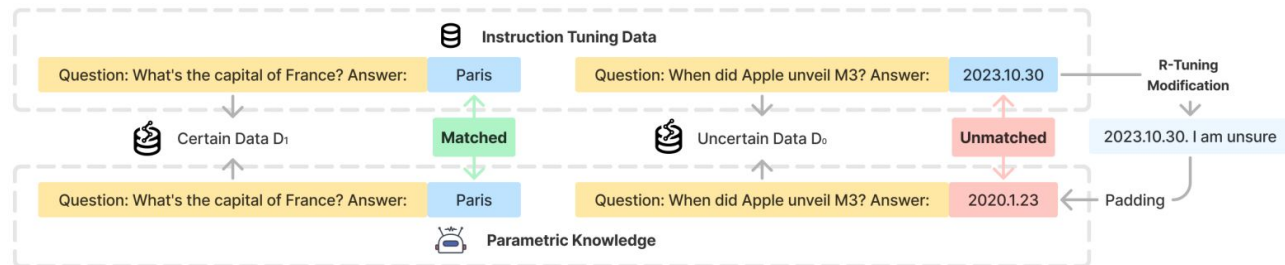 Instruction Tuning Data
Question: What's the capital of France? Answer: Paris
Question: When did Apple unveil M3? Answer: 2023.10.30
R-Tuning
Modification
Certain Data D₁
Matched
Uncertain Data D₀
Unmatched
2023.10.30. I am unsure
Question: What's the capital of France? Answer: Paris
Question: When did Apple unveil M3? Answer: 2020.1.23
Padding
Parametric Knowledge